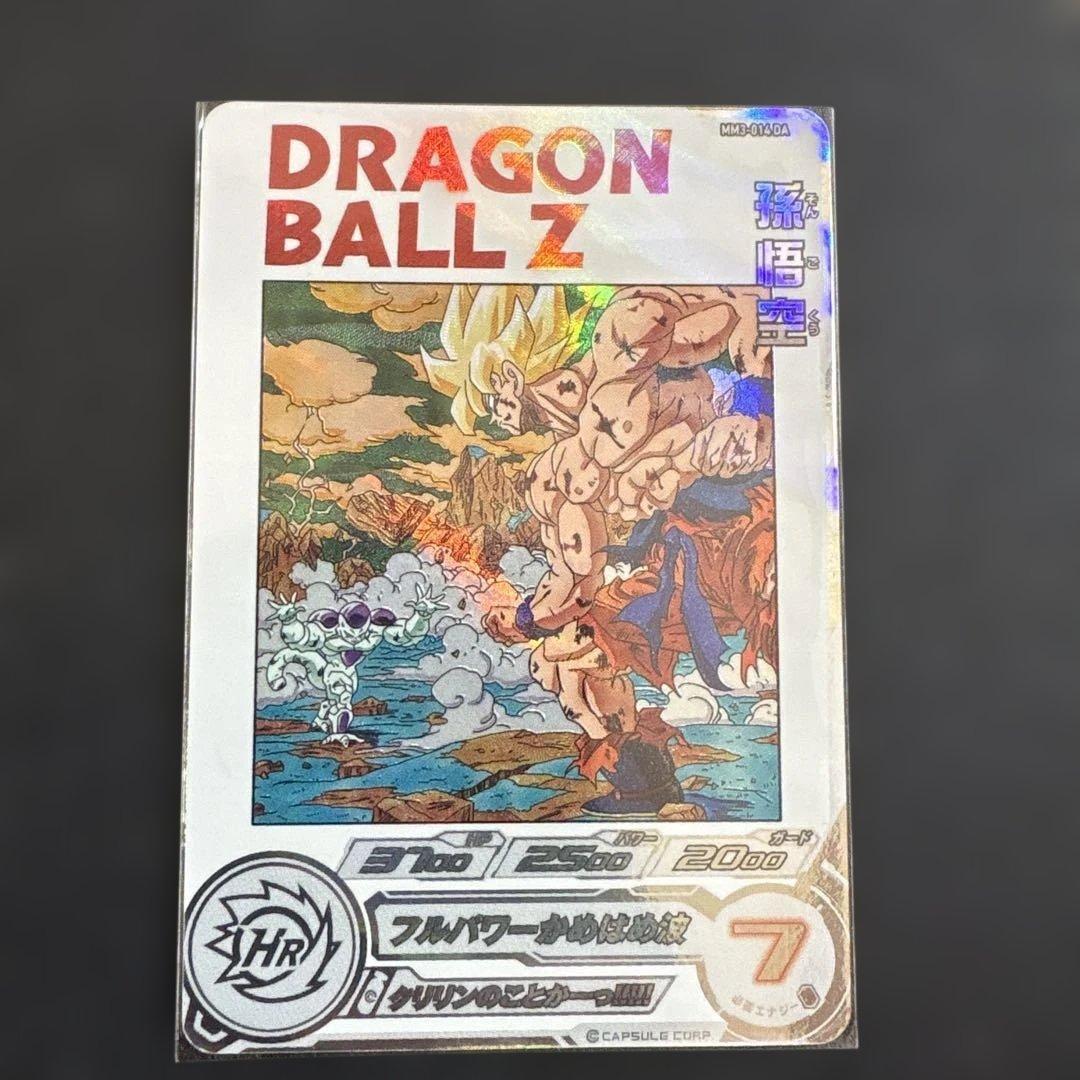 MM3-014 DA
DRAGON
BALL Z
孫悟空
そん ご くう
HP パワー ガード
3700 2500 2000
HR
フルパワーかめはめ波
7
クリリンのことかーっ!!!!!
必要エナジー
© CAPSULE CORP.